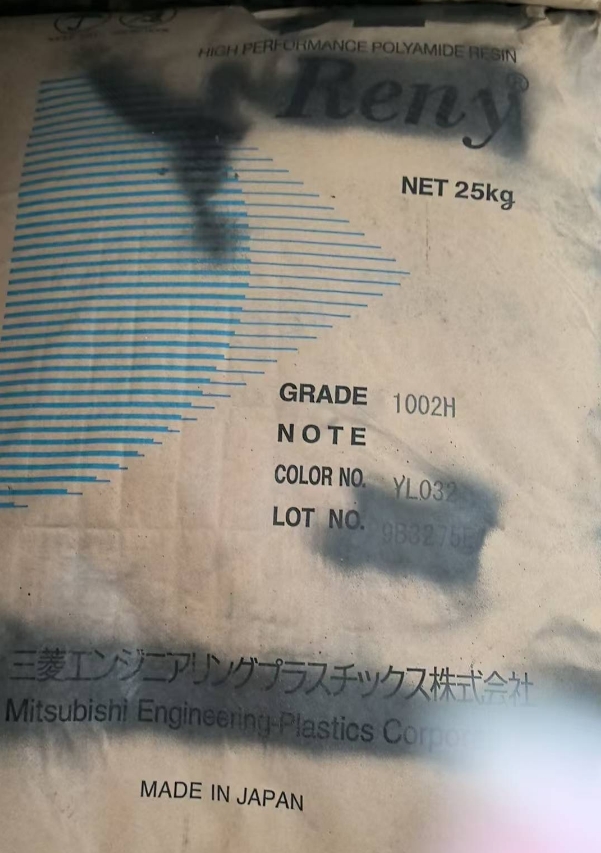 HIGH PERFORMANCE POLYAMIDE RESIN
Reny®
NET 25kg
GRADE 1002H
NOTE
COLOR NO. YL032
LOT NO.
三菱エンジニアリングプラスチックス株式会社
Mitsubishi Engineering-Plastics
MADE IN JAPAN